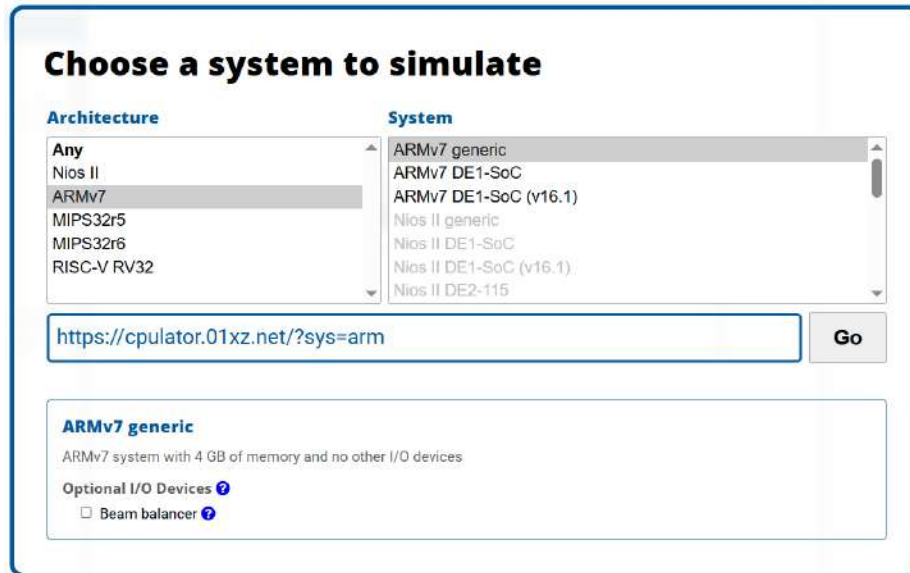 Choose a system to simulate
Architecture
System
Any
Nios II
ARMv7
MIPS32r5
MIPS32r6
RISC-V RV32
ARMv7 generic
ARMv7 DE1-SoC
ARMv7 DE1-SoC (v16.1)
Nios II generic
Nios II DE1-SoC
Nios II DE1-SoC (v16.1)
Nios II DE2-115
https://cpulator.01xz.net/?sys=arm
Go
ARMv7 generic
ARMv7 system with 4 GB of memory and no other I/O devices
Optional I/O Devices ?
Beam balancer ?